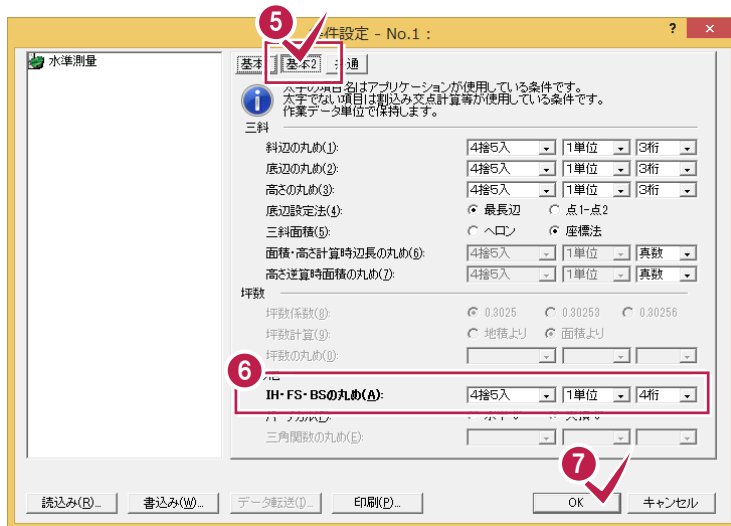 5
件設定 - No.1 : ? ×
水準測量
基本 基本2 通
太字の項目名はアプリケーションが使用している条件です。
太字でない項目は割込み交点計算等が使用している条件です。
作業データ単位で保持します。
三斜
斜辺の丸め(1): 4捨5入 1単位 3桁
底辺の丸め(2): 4捨5入 1単位 3桁
高さの丸め(3): 4捨5入 1単位 3桁
底辺設定法(4): 最長辺 点1-点2
三斜面積(5): ヘロン 座標法
面積・高さ計算時辺長の丸め(6): 4捨5入 1単位 真数
高さ逆算時面積の丸め(7): 4捨5入 1単位 真数
坪数
坪数係数(8): 0.3025 0.30253 0.30256
坪数計算(9): 地積より 面積より
坪数の丸め(0):
6
IH・FS・BSの丸め(A): 4捨5入 1単位 4桁
三角関数の丸め(E):
7
読込み(R)... 書込み(W)... データ転送(I)... 印刷(P)... OK キャンセル